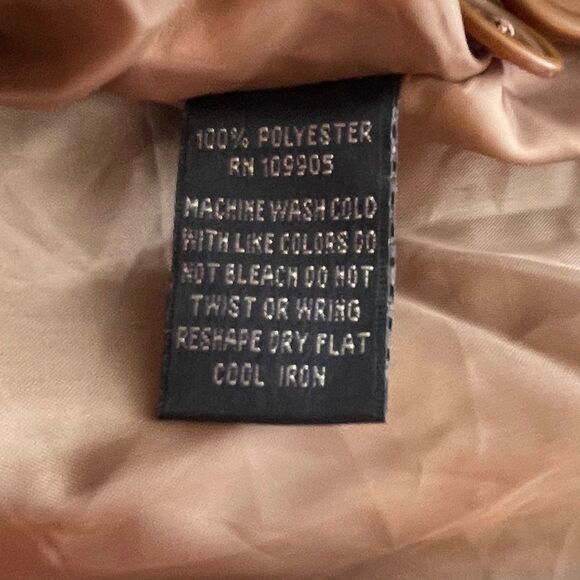 100% POLYESTER
RN 109905
MACHINE WASH COLD
WITH LIKE COLORS DO
NOT BLEACH DO NOT
TWIST OR WRING
RESHAPE DRY FLAT
COOL IRON